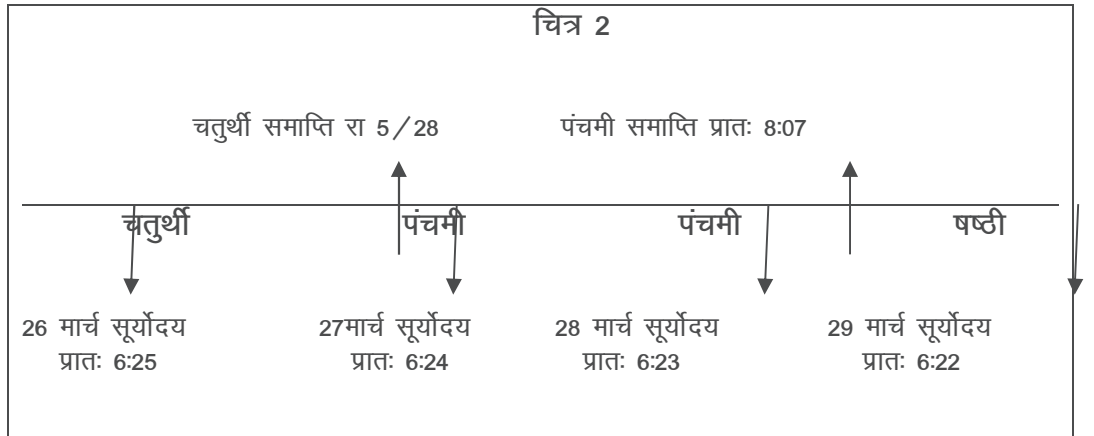 चित्र 2
चतुर्थी समाप्ति रा 5/28 पंचमी समाप्ति प्रातः 8:07
चतुर्थी पंचमी पंचमी षष्ठी
26 मार्च सूर्योदय 27मार्च सूर्योदय 28 मार्च सूर्योदय 29 मार्च सूर्योदय
प्रातः 6:25 प्रातः 6:24 प्रातः 6:23 प्रातः 6:22